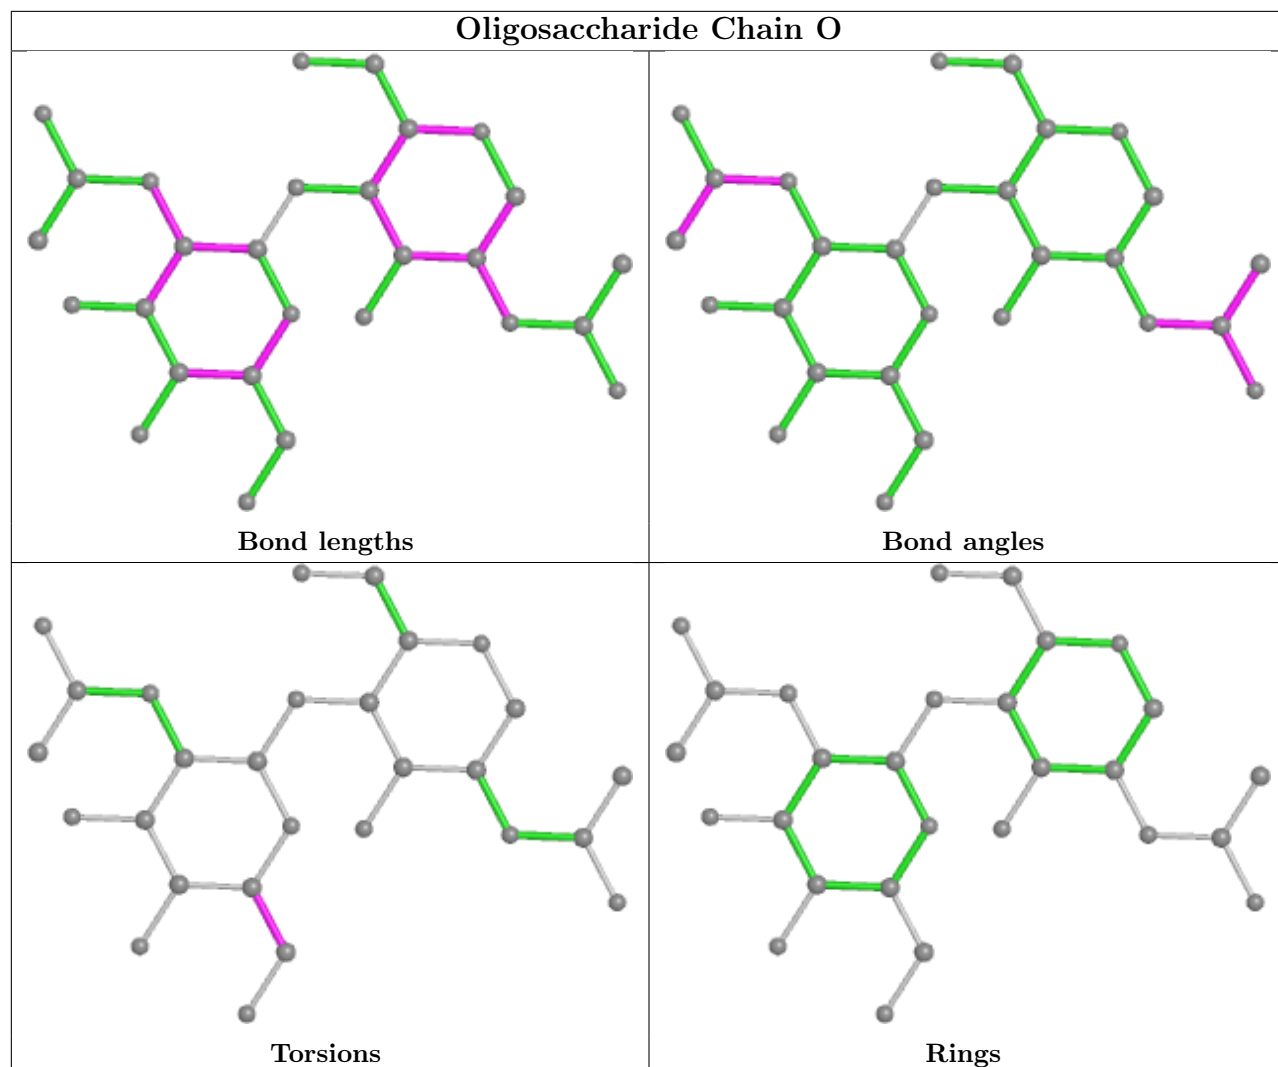 Oligosaccharide Chain O
Bond lengths
Bond angles
Torsions
Rings